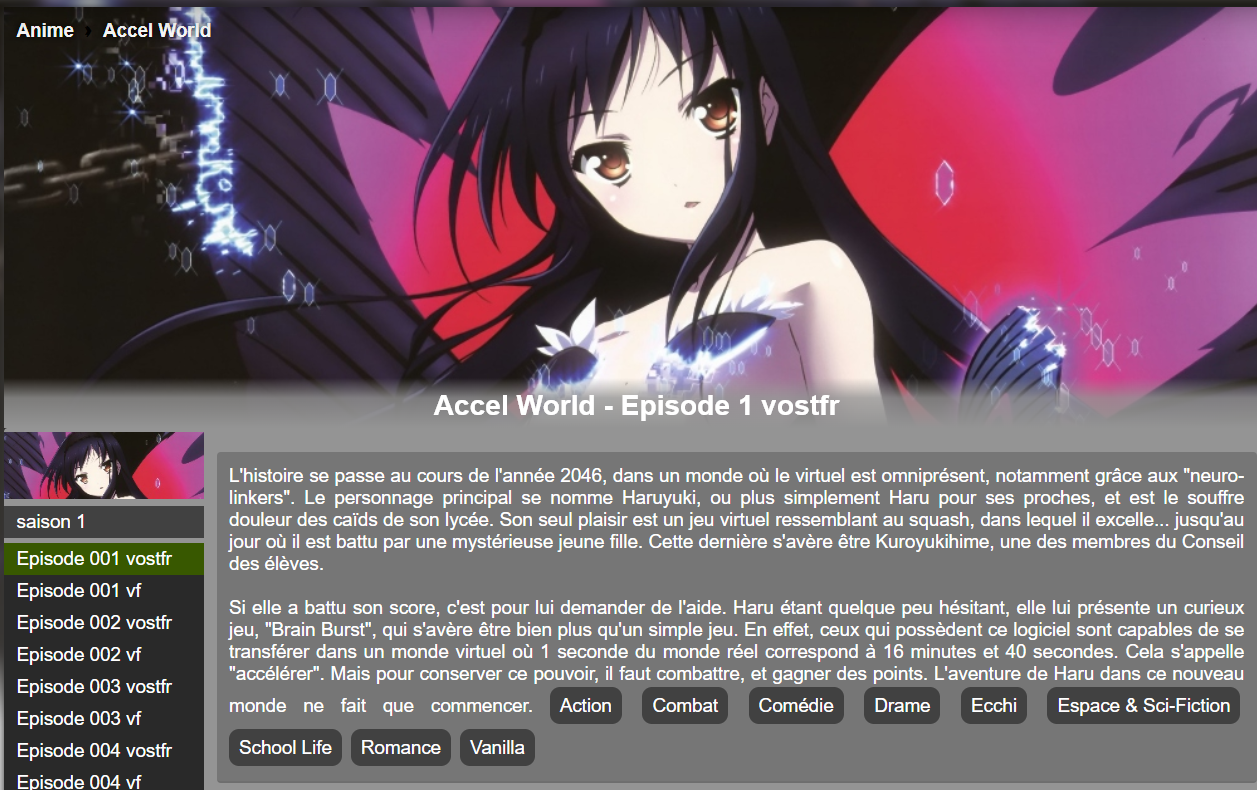 Anime › Accel World
Accel World - Episode 1 vostfr
saison 1
Episode 001 vostfr
Episode 001 vf
Episode 002 vostfr
Episode 002 vf
Episode 003 vostfr
Episode 003 vf
Episode 004 vostfr
Episode 004 vf
L'histoire se passe au cours de l'année 2046, dans un monde où le virtuel est omniprésent, notamment grâce aux "neuro-
linkers". Le personnage principal se nomme Haruyuki, ou plus simplement Haru pour ses proches, et est le souffre
douleur des caïds de son lycée. Son seul plaisir est un jeu virtuel ressemblant au squash, dans lequel il excelle... jusqu'au
jour où il est battu par une mystérieuse jeune fille. Cette dernière s'avère être Kuroyukihime, une des membres du Conseil
des élèves.
Si elle a battu son score, c'est pour lui demander de l'aide. Haru étant quelque peu hésitant, elle lui présente un curieux
jeu, "Brain Burst", qui s'avère être bien plus qu'un simple jeu. En effet, ceux qui possèdent ce logiciel sont capables de se
transférer dans un monde virtuel où 1 seconde du monde réel correspond à 16 minutes et 40 secondes. Cela s'appelle
"accélérer". Mais pour conserver ce pouvoir, il faut combattre, et gagner des points. L'aventure de Haru dans ce nouveau
monde ne fait que commencer. Action Combat Comédie Drame Ecchi Espace & Sci-Fiction
School Life Romance Vanilla